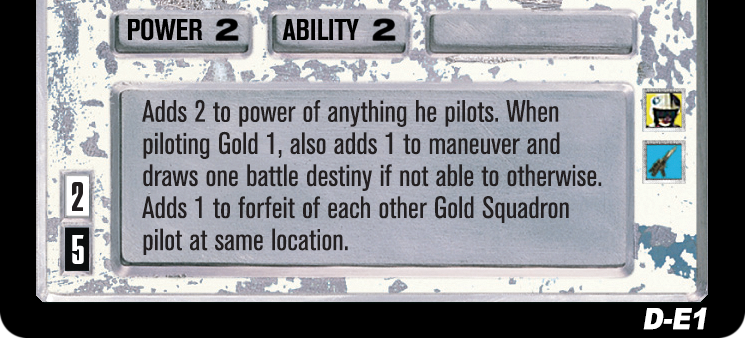 POWER 2 ABILITY 2
Adds 2 to power of anything he pilots. When
piloting Gold 1, also adds 1 to maneuver and
draws one battle destiny if not able to otherwise.
Adds 1 to forfeit of each other Gold Squadron
pilot at same location.
2
5
D-E1